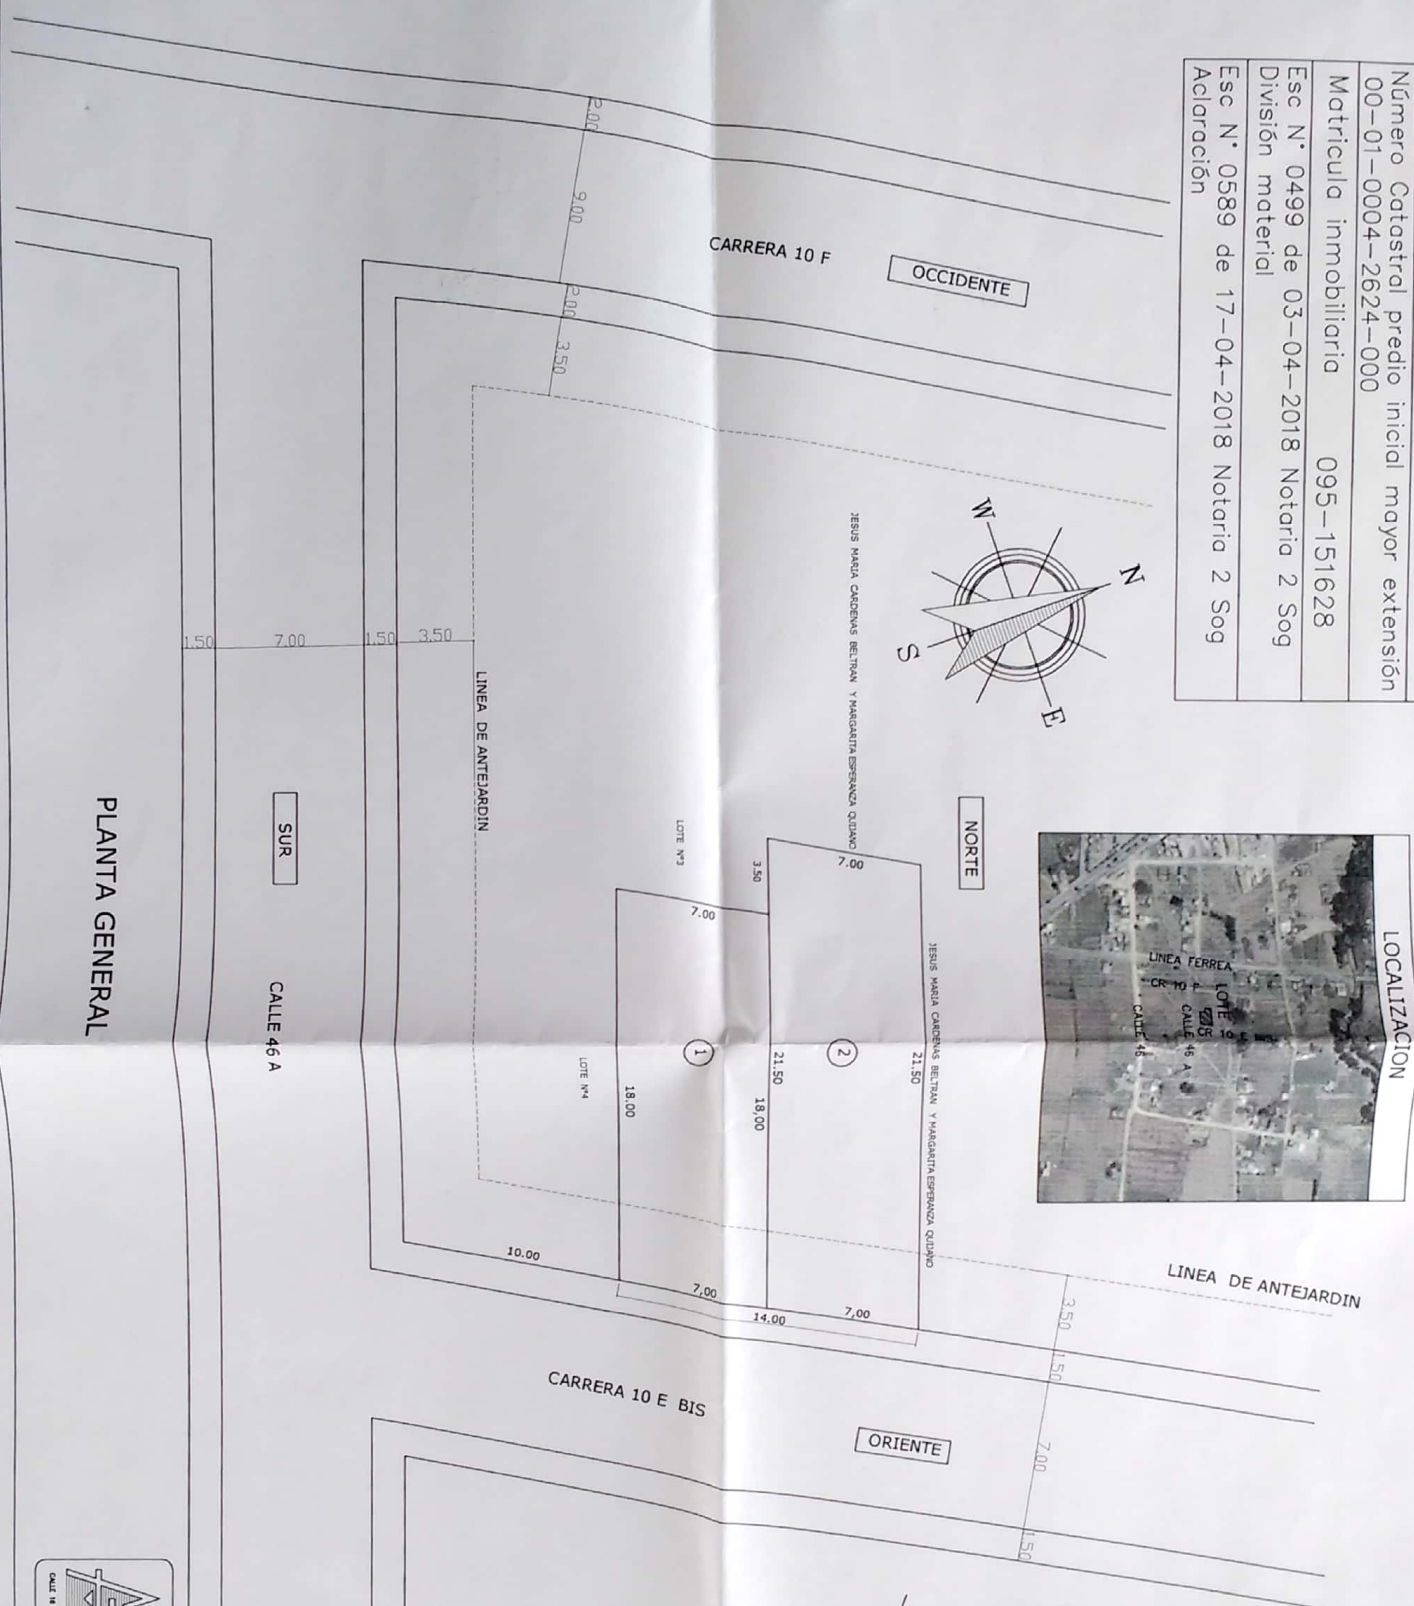 Número Catastral predio inicial mayor extensión
00-01-0004-2624-000
Matricula inmobiliaria 095-151628
Esc N° 0499 de 03-04-2018 Notaria 2 Sog
División material
Esc N° 0589 de 17-04-2018 Notaria 2 Sog
Aclaración
LOCALIZACION
LINEA FERREA
CR 10 F
LOTE
CR 10 E
CALLE 46 A
CALLE 46
LINEA DE ANTEJARDIN
N
W
E
S
NORTE
OCCIDENTE
CARRERA 10 F
2.00
9.00
2.00
3.50
JESUS MARIA CARDENAS BELTRAN Y MARGARITA ESPERANZA QUIJANO
JESUS MARIA CARDENAS BELTRAN Y MARGARITA ESPERANZA QUIJANO
7.00
21.50
2
7,00
3.50
21.50
18,00
14.00
LOTE N°3
7.00
1
7,00
18.00
LOTE N°4
10.00
3.50
1.50
7.00
1.50
ORIENTE
CARRERA 10 E BIS
LINEA DE ANTEJARDIN
3.50
1.50
7.00
1.50
SUR
CALLE 46 A
PLANTA GENERAL
CALLE 16